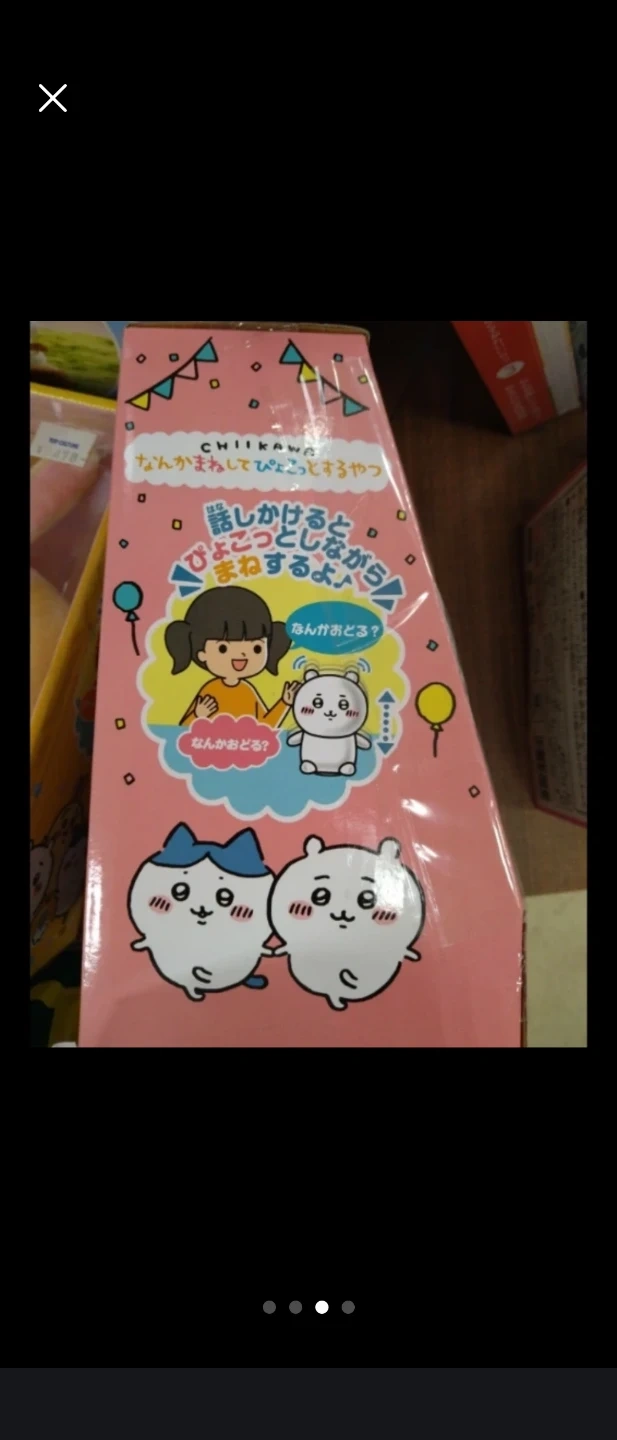 CHIIKAWA
なんかまねしてぴょこっとするやつ
話しかけると
はな
ぴょこっとしながら
まねするよ♪
なんかおどる?
なんかおどる?